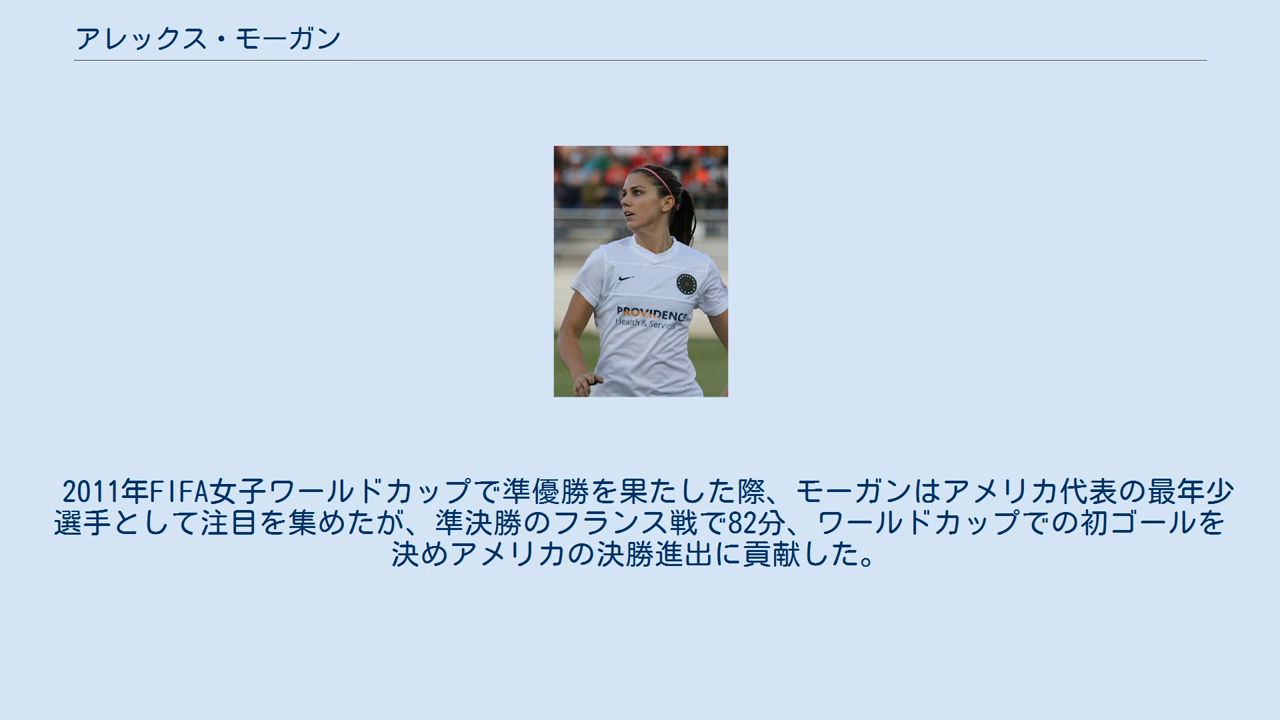 アレックス・モーガン
PROVIDENCE
Health & Service
2011年FIFA女子ワールドカップで準優勝を果たした際、モーガンはアメリカ代表の最年少
選手として注目を集めたが、準決勝のフランス戦で82分、ワールドカップでの初ゴールを
決めアメリカの決勝進出に貢献した。